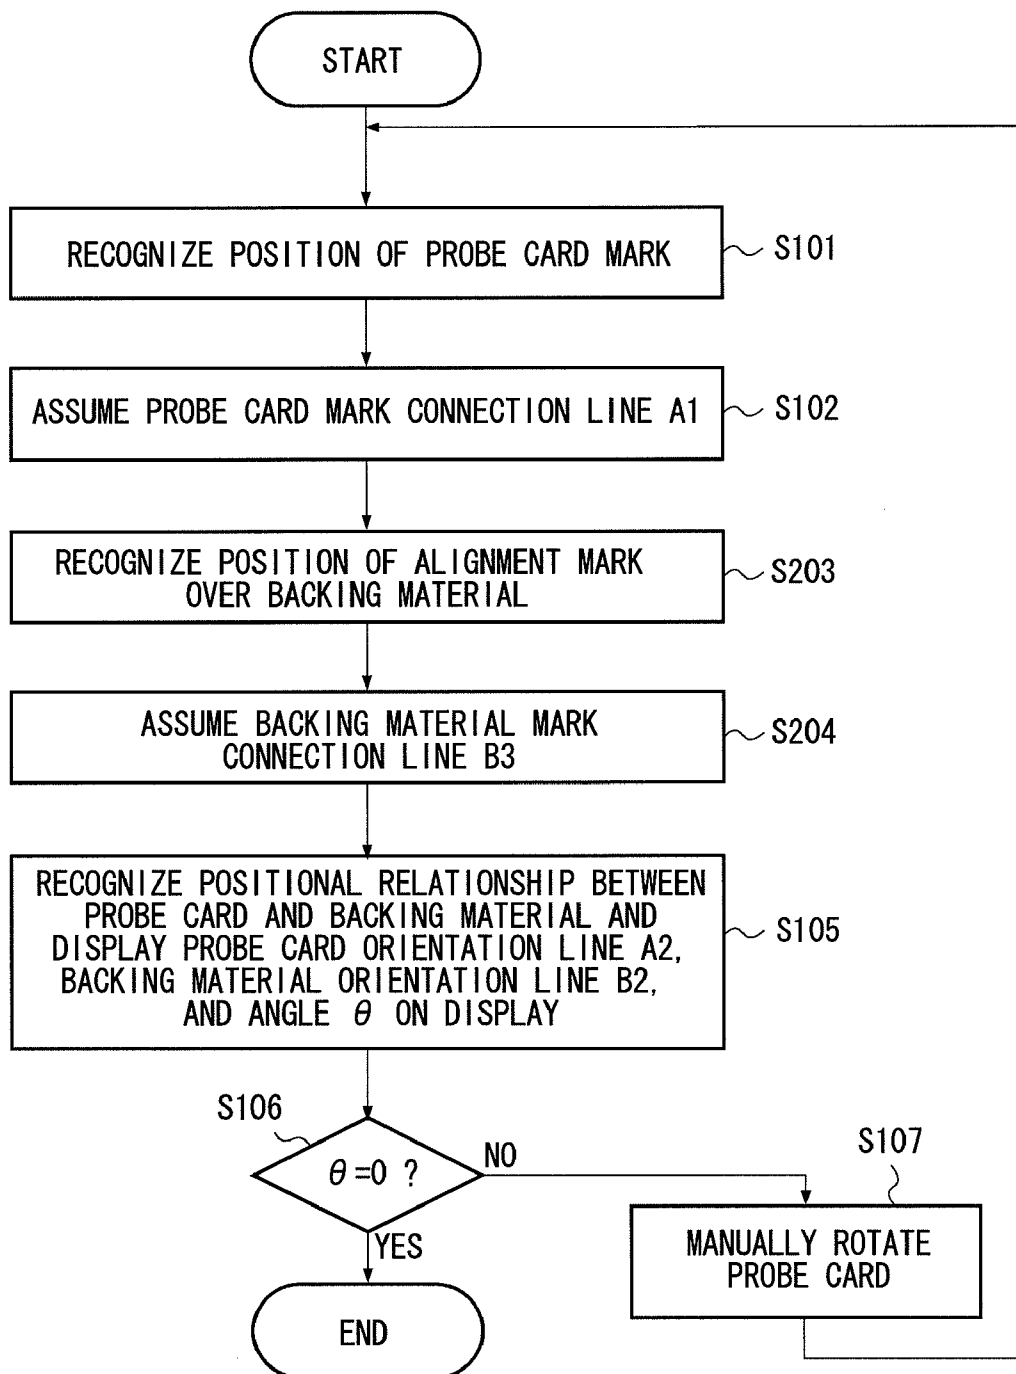 START
RECOGNIZE POSITION OF PROBE CARD MARK
S101
ASSUME PROBE CARD MARK CONNECTION LINE A1
S102
RECOGNIZE POSITION OF ALIGNMENT MARK
OVER BACKING MATERIAL
S203
ASSUME BACKING MATERIAL MARK
CONNECTION LINE B3
S204
RECOGNIZE POSITIONAL RELATIONSHIP BETWEEN
PROBE CARD AND BACKING MATERIAL AND
DISPLAY PROBE CARD ORIENTATION LINE A2,
BACKING MATERIAL ORIENTATION LINE B2,
AND ANGLE θ ON DISPLAY
S105
S106
θ=0 ?
NO
YES
S107
MANUALLY ROTATE
PROBE CARD
END